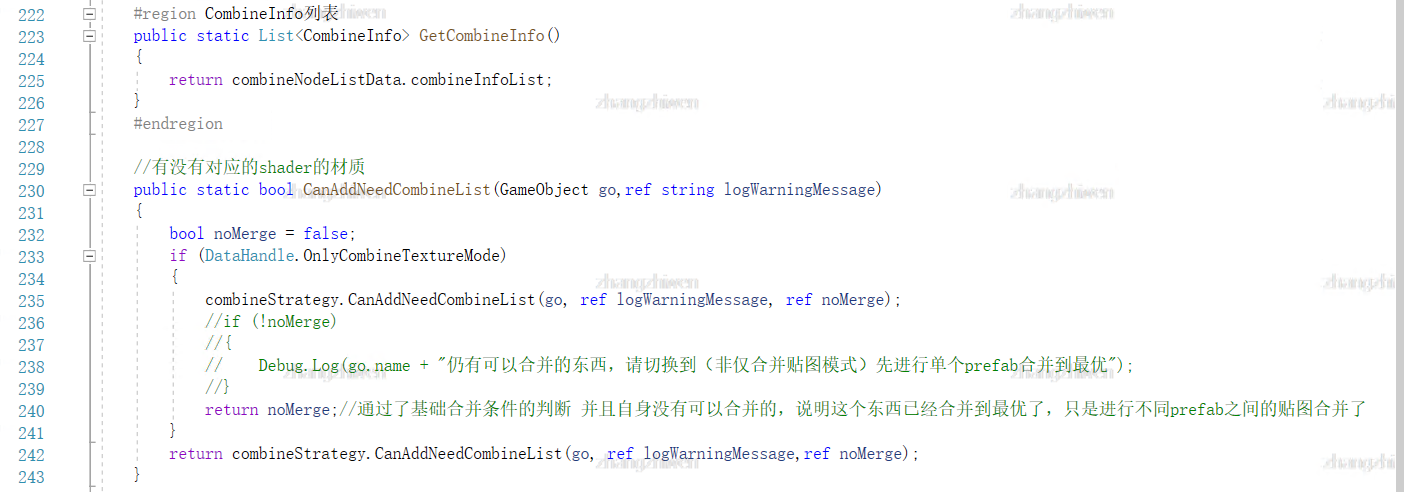 222 #region CombineInfo列表
223 public static List<CombineInfo> GetCombineInfo()
224 {
225 return combineNodeListData.combineInfoList;
226 }
227 #endregion
228
229 //有没有对应的shader的材质
230 public static bool CanAddNeedCombineList(GameObject go,ref string logWarningMessage)
231 {
232 bool noMerge = false;
233 if (DataHandle.OnlyCombineTextureMode)
234 {
235 combineStrategy.CanAddNeedCombineList(go, ref logWarningMessage, ref noMerge);
236 //if (!noMerge)
237 //{
238 // Debug.Log(go.name + "仍有可以合并的东西，请切换到（非仅合并贴图模式）先进行单个prefab合并到最优");
239 //}
240 return noMerge;//通过了基础合并条件的判断 并且自身没有可以合并的，说明这个东西已经合并到最优了，只是进行不同prefab之间的贴图合并了
241 }
242 return combineStrategy.CanAddNeedCombineList(go, ref logWarningMessage,ref noMerge);
243 }